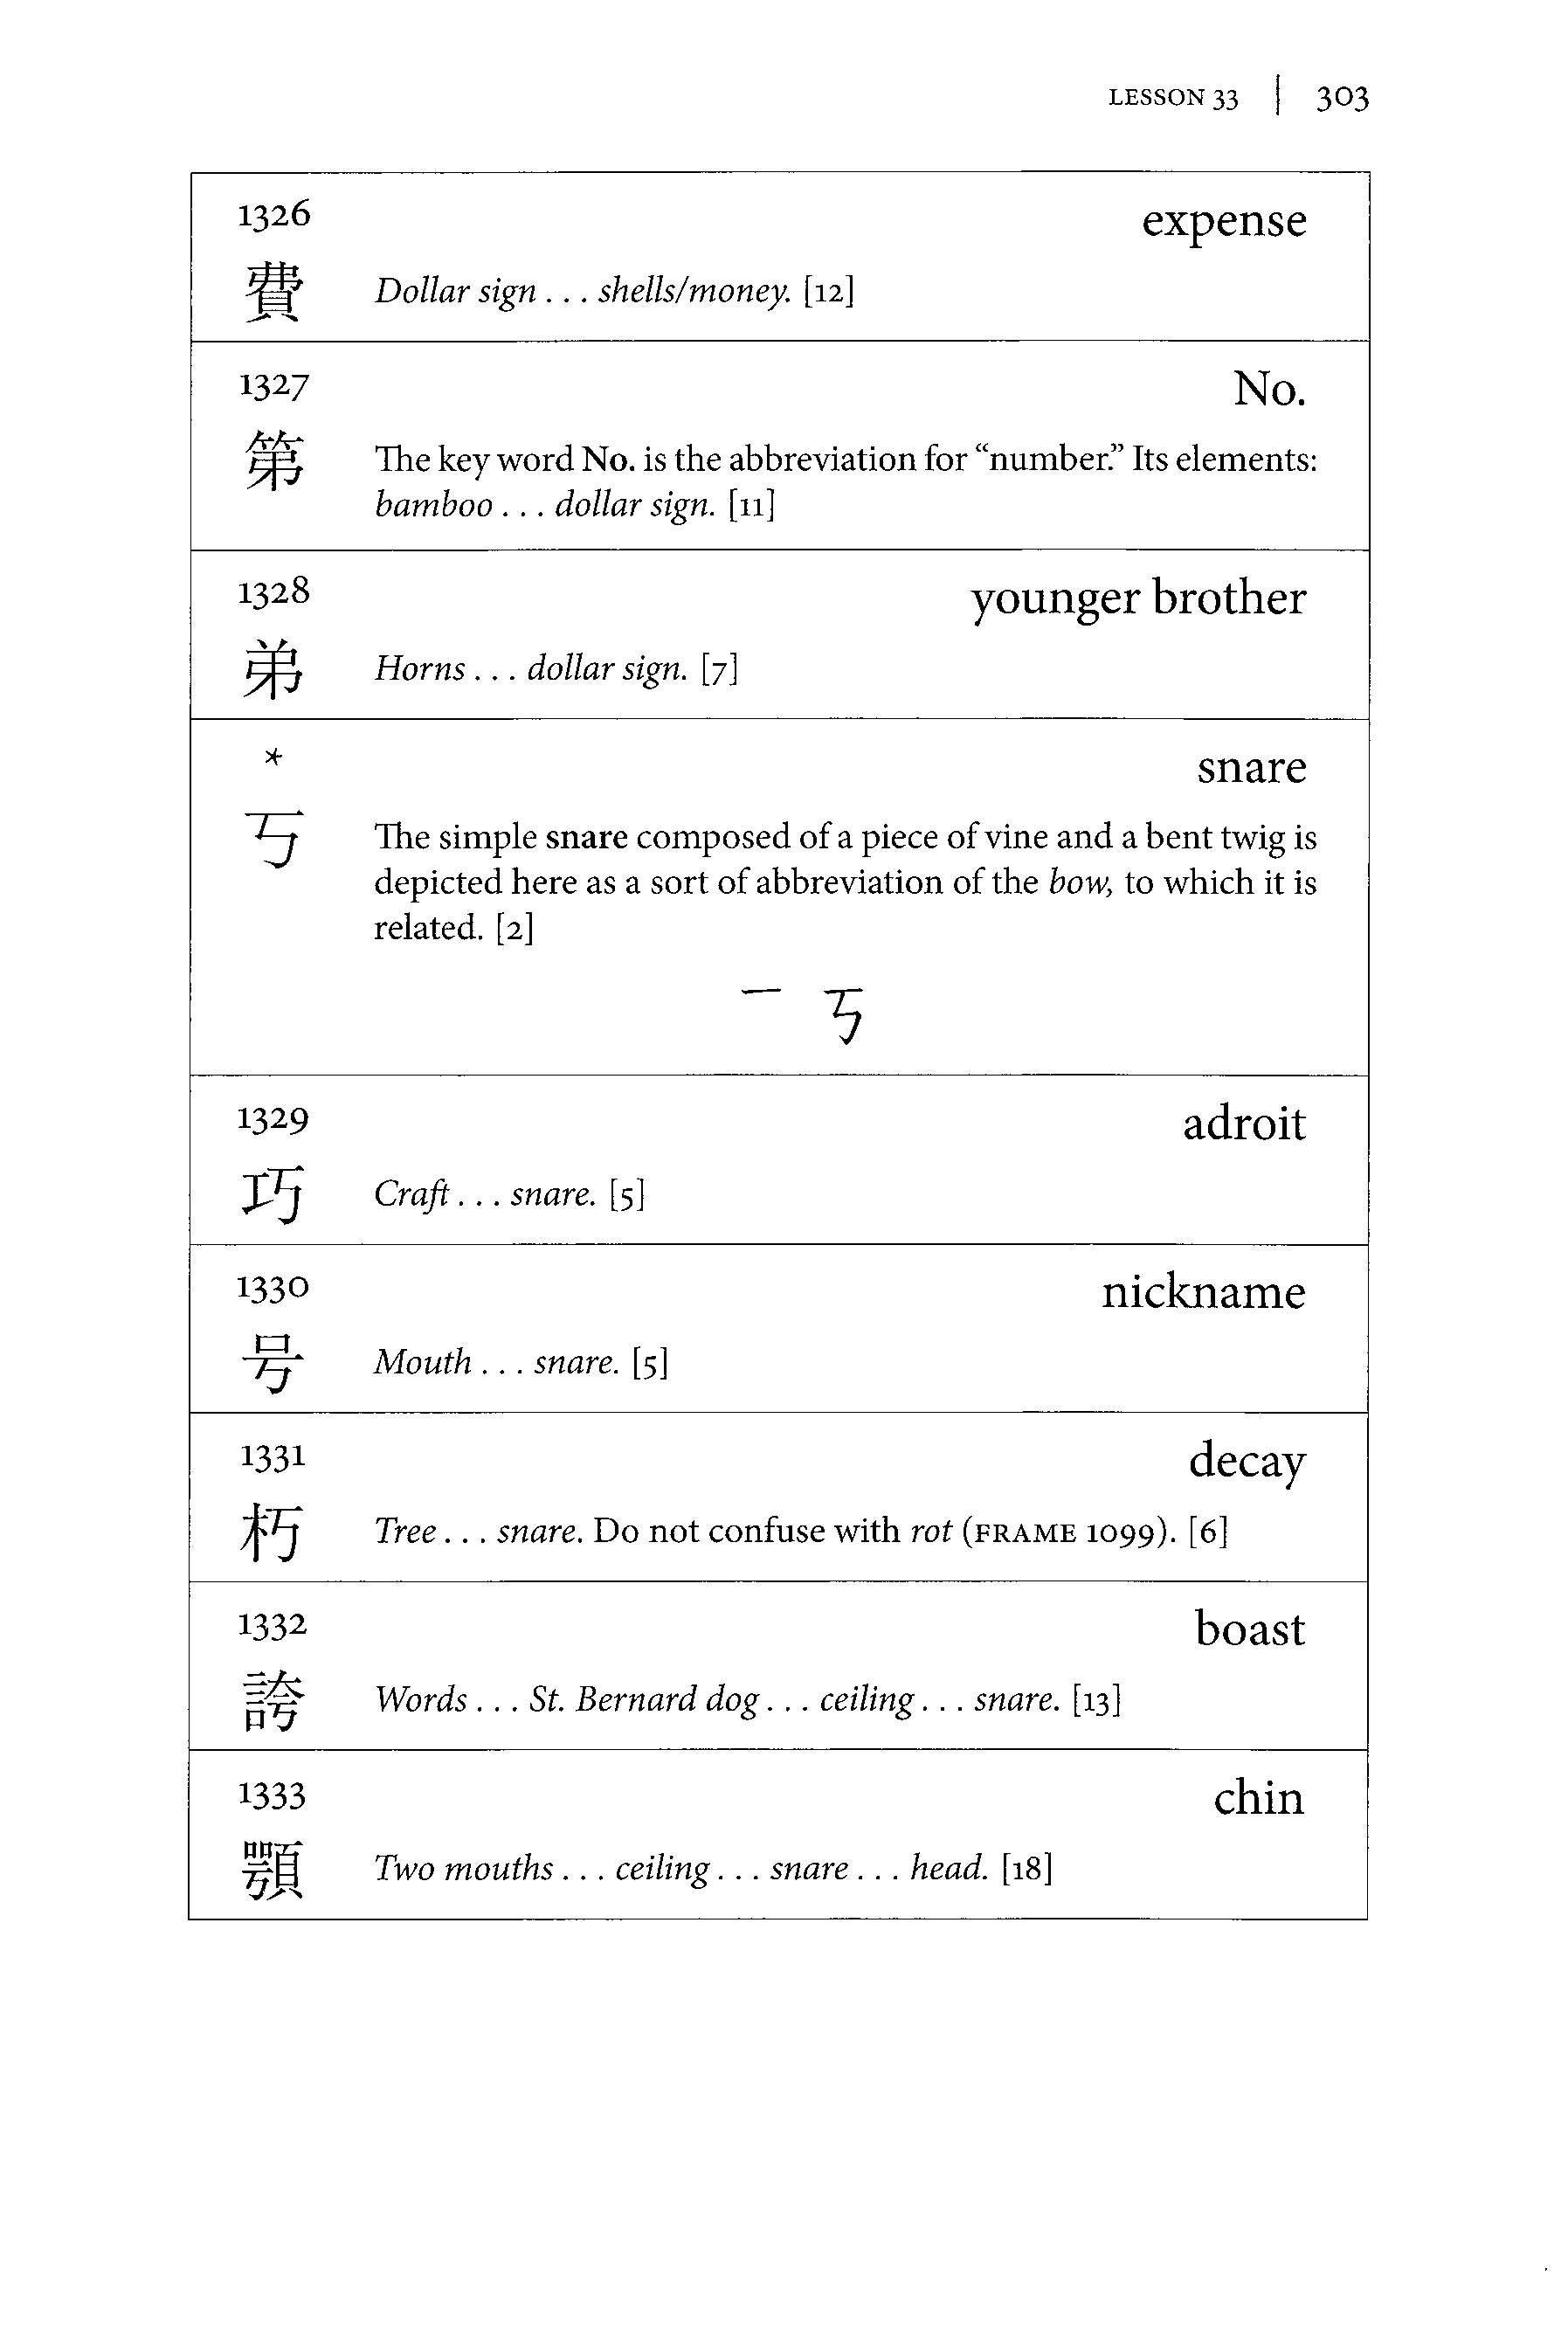 LESSON 33 | 303
1326
expense
費
Dollar sign . . . shells/money. [12]
1327
No.
第
The key word No. is the abbreviation for “number.” Its elements:
bamboo . . . dollar sign. [11]
1328
younger brother
弟
Horns . . . dollar sign. [7]
*
snare
丂
The simple snare composed of a piece of vine and a bent twig is
depicted here as a sort of abbreviation of the bow, to which it is
related. [2]
一 丂
1329
adroit
巧
Craft . . . snare. [5]
1330
nickname
号
Mouth . . . snare. [5]
1331
decay
朽
Tree . . . snare. Do not confuse with rot (FRAME 1099). [6]
1332
boast
誇
Words . . . St. Bernard dog . . . ceiling . . . snare. [13]
1333
chin
顎
Two mouths . . . ceiling . . . snare . . . head. [18]